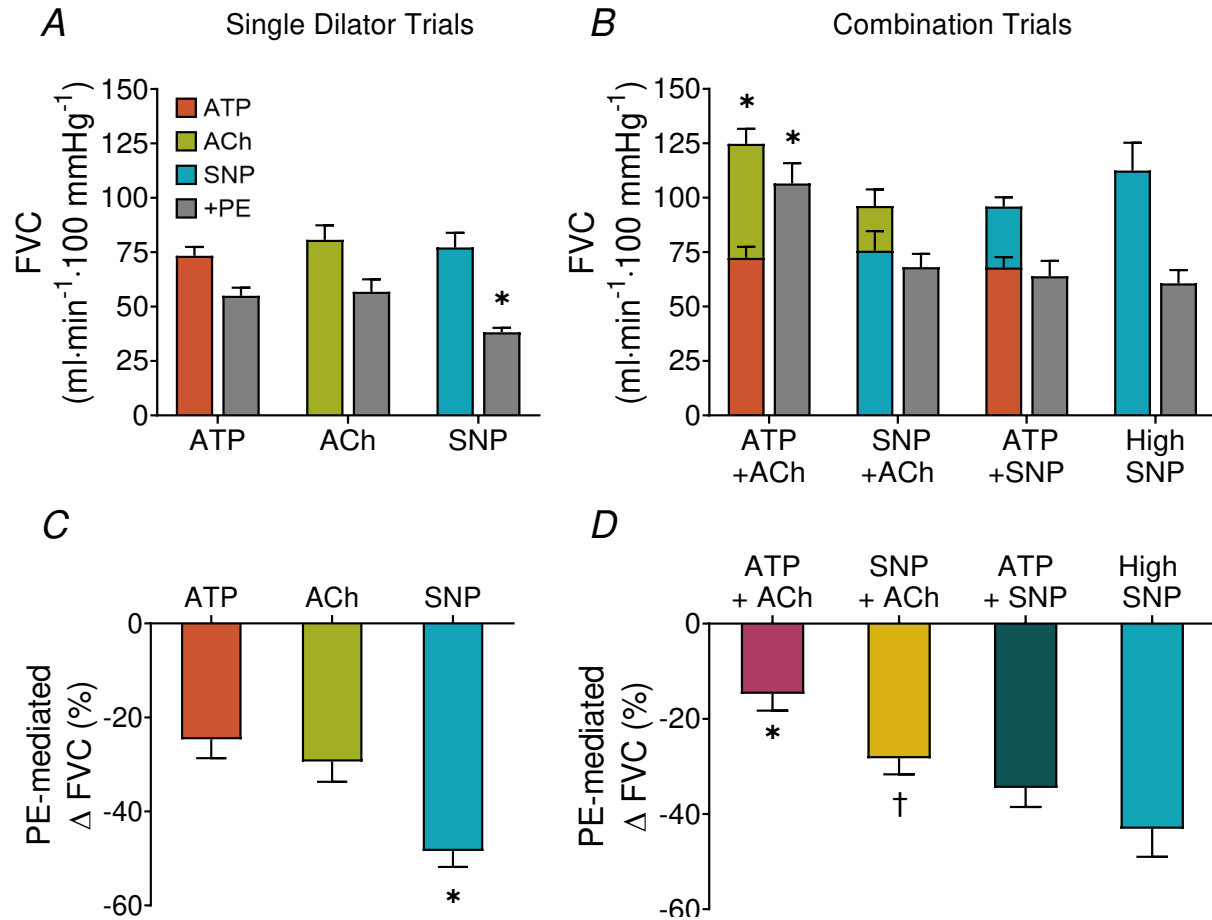 A Single Dilator Trials
FVC
(ml·min⁻¹·100 mmHg⁻¹)
150
125
100
75
50
25
0
ATP
ACh
SNP
+PE
*
ATP ACh SNP
B Combination Trials
FVC
(ml·min⁻¹·100 mmHg⁻¹)
150
125
100
75
50
25
0
* *
ATP SNP ATP High
+ACh +ACh +SNP SNP
C
ATP ACh SNP
PE-mediated
Δ FVC (%)
0
-20
-40
-60
*
D
ATP SNP ATP High
+ ACh + ACh + SNP SNP
PE-mediated
Δ FVC (%)
0
-20
-40
-60
*
†